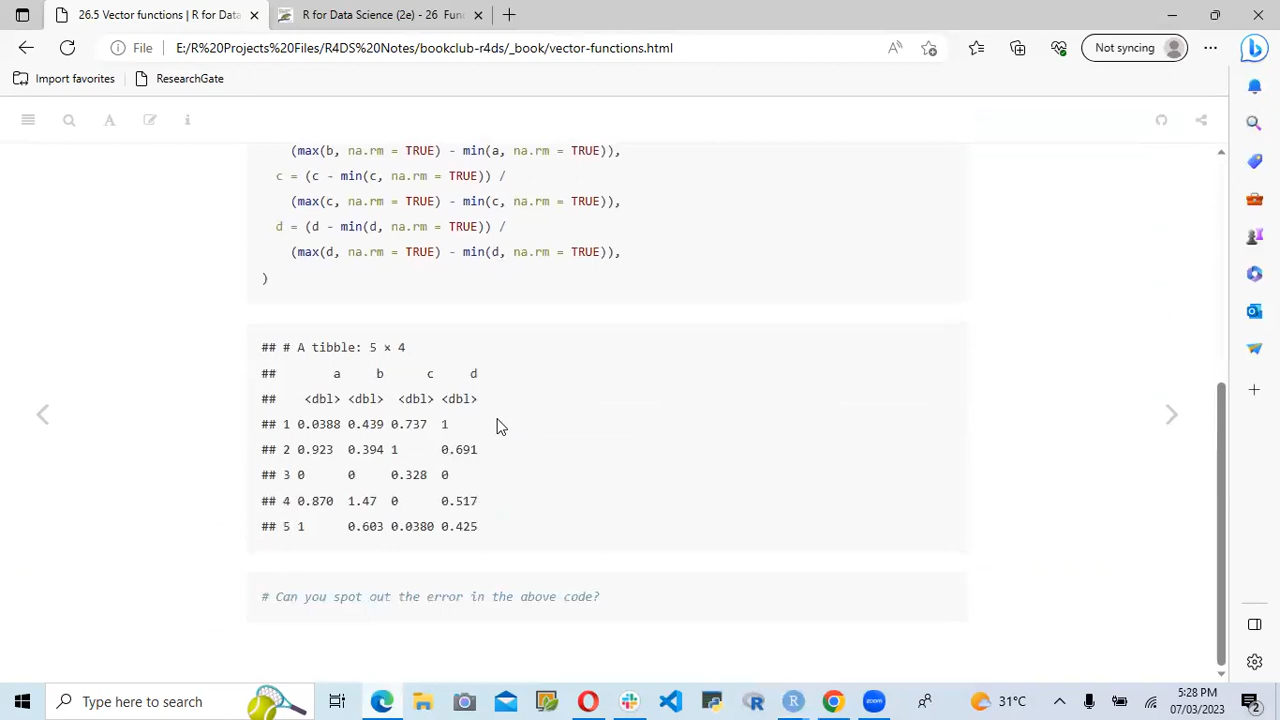 26.5 Vector functions | R for Data
R for Data Science (2e) - 26 Fun
File
E:/R%20Projects%20Files/R4DS%20Notes/bookclub-r4ds/_book/vector-functions.html
Not syncing
Import favorites
ResearchGate
(max(b, na.rm = TRUE) - min(a, na.rm = TRUE)),
c = (c - min(c, na.rm = TRUE)) /
(max(c, na.rm = TRUE) - min(c, na.rm = TRUE)),
d = (d - min(d, na.rm = TRUE)) /
(max(d, na.rm = TRUE) - min(d, na.rm = TRUE)),
)
## # A tibble: 5 × 4
## a b c d
## <dbl> <dbl> <dbl> <dbl>
## 1 0.0388 0.439 0.737 1
## 2 0.923 0.394 1 0.691
## 3 0 0 0.328 0
## 4 0.870 1.47 0 0.517
## 5 1 0.603 0.0380 0.425
# Can you spot out the error in the above code?
Type here to search
31°C
5:28 PM
07/03/2023
2